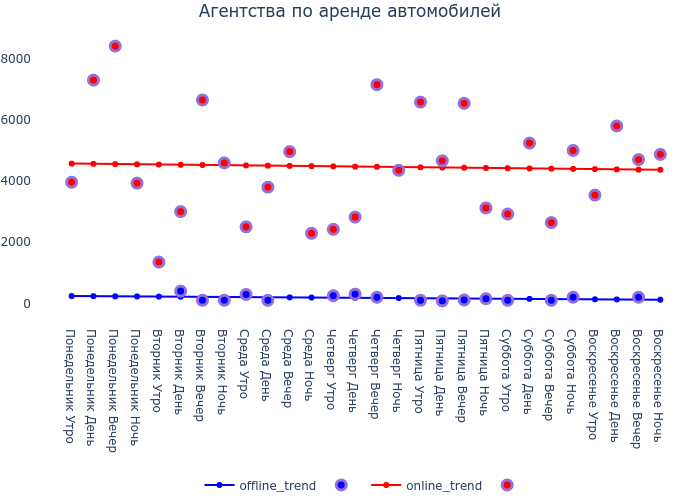 Агентства по аренде автомобилей
8000
6000
4000
2000
0
Понедельник Утро
Понедельник День
Понедельник Вечер
Понедельник Ночь
Вторник Утро
Вторник День
Вторник Вечер
Вторник Ночь
Среда Утро
Среда День
Среда Вечер
Среда Ночь
Четверг Утро
Четверг День
Четверг Вечер
Четверг Ночь
Пятница Утро
Пятница День
Пятница Вечер
Пятница Ночь
Суббота Утро
Суббота День
Суббота Вечер
Суббота Ночь
Воскресенье Утро
Воскресенье День
Воскресенье Вечер
Воскресенье Ночь
offline_trend online_trend